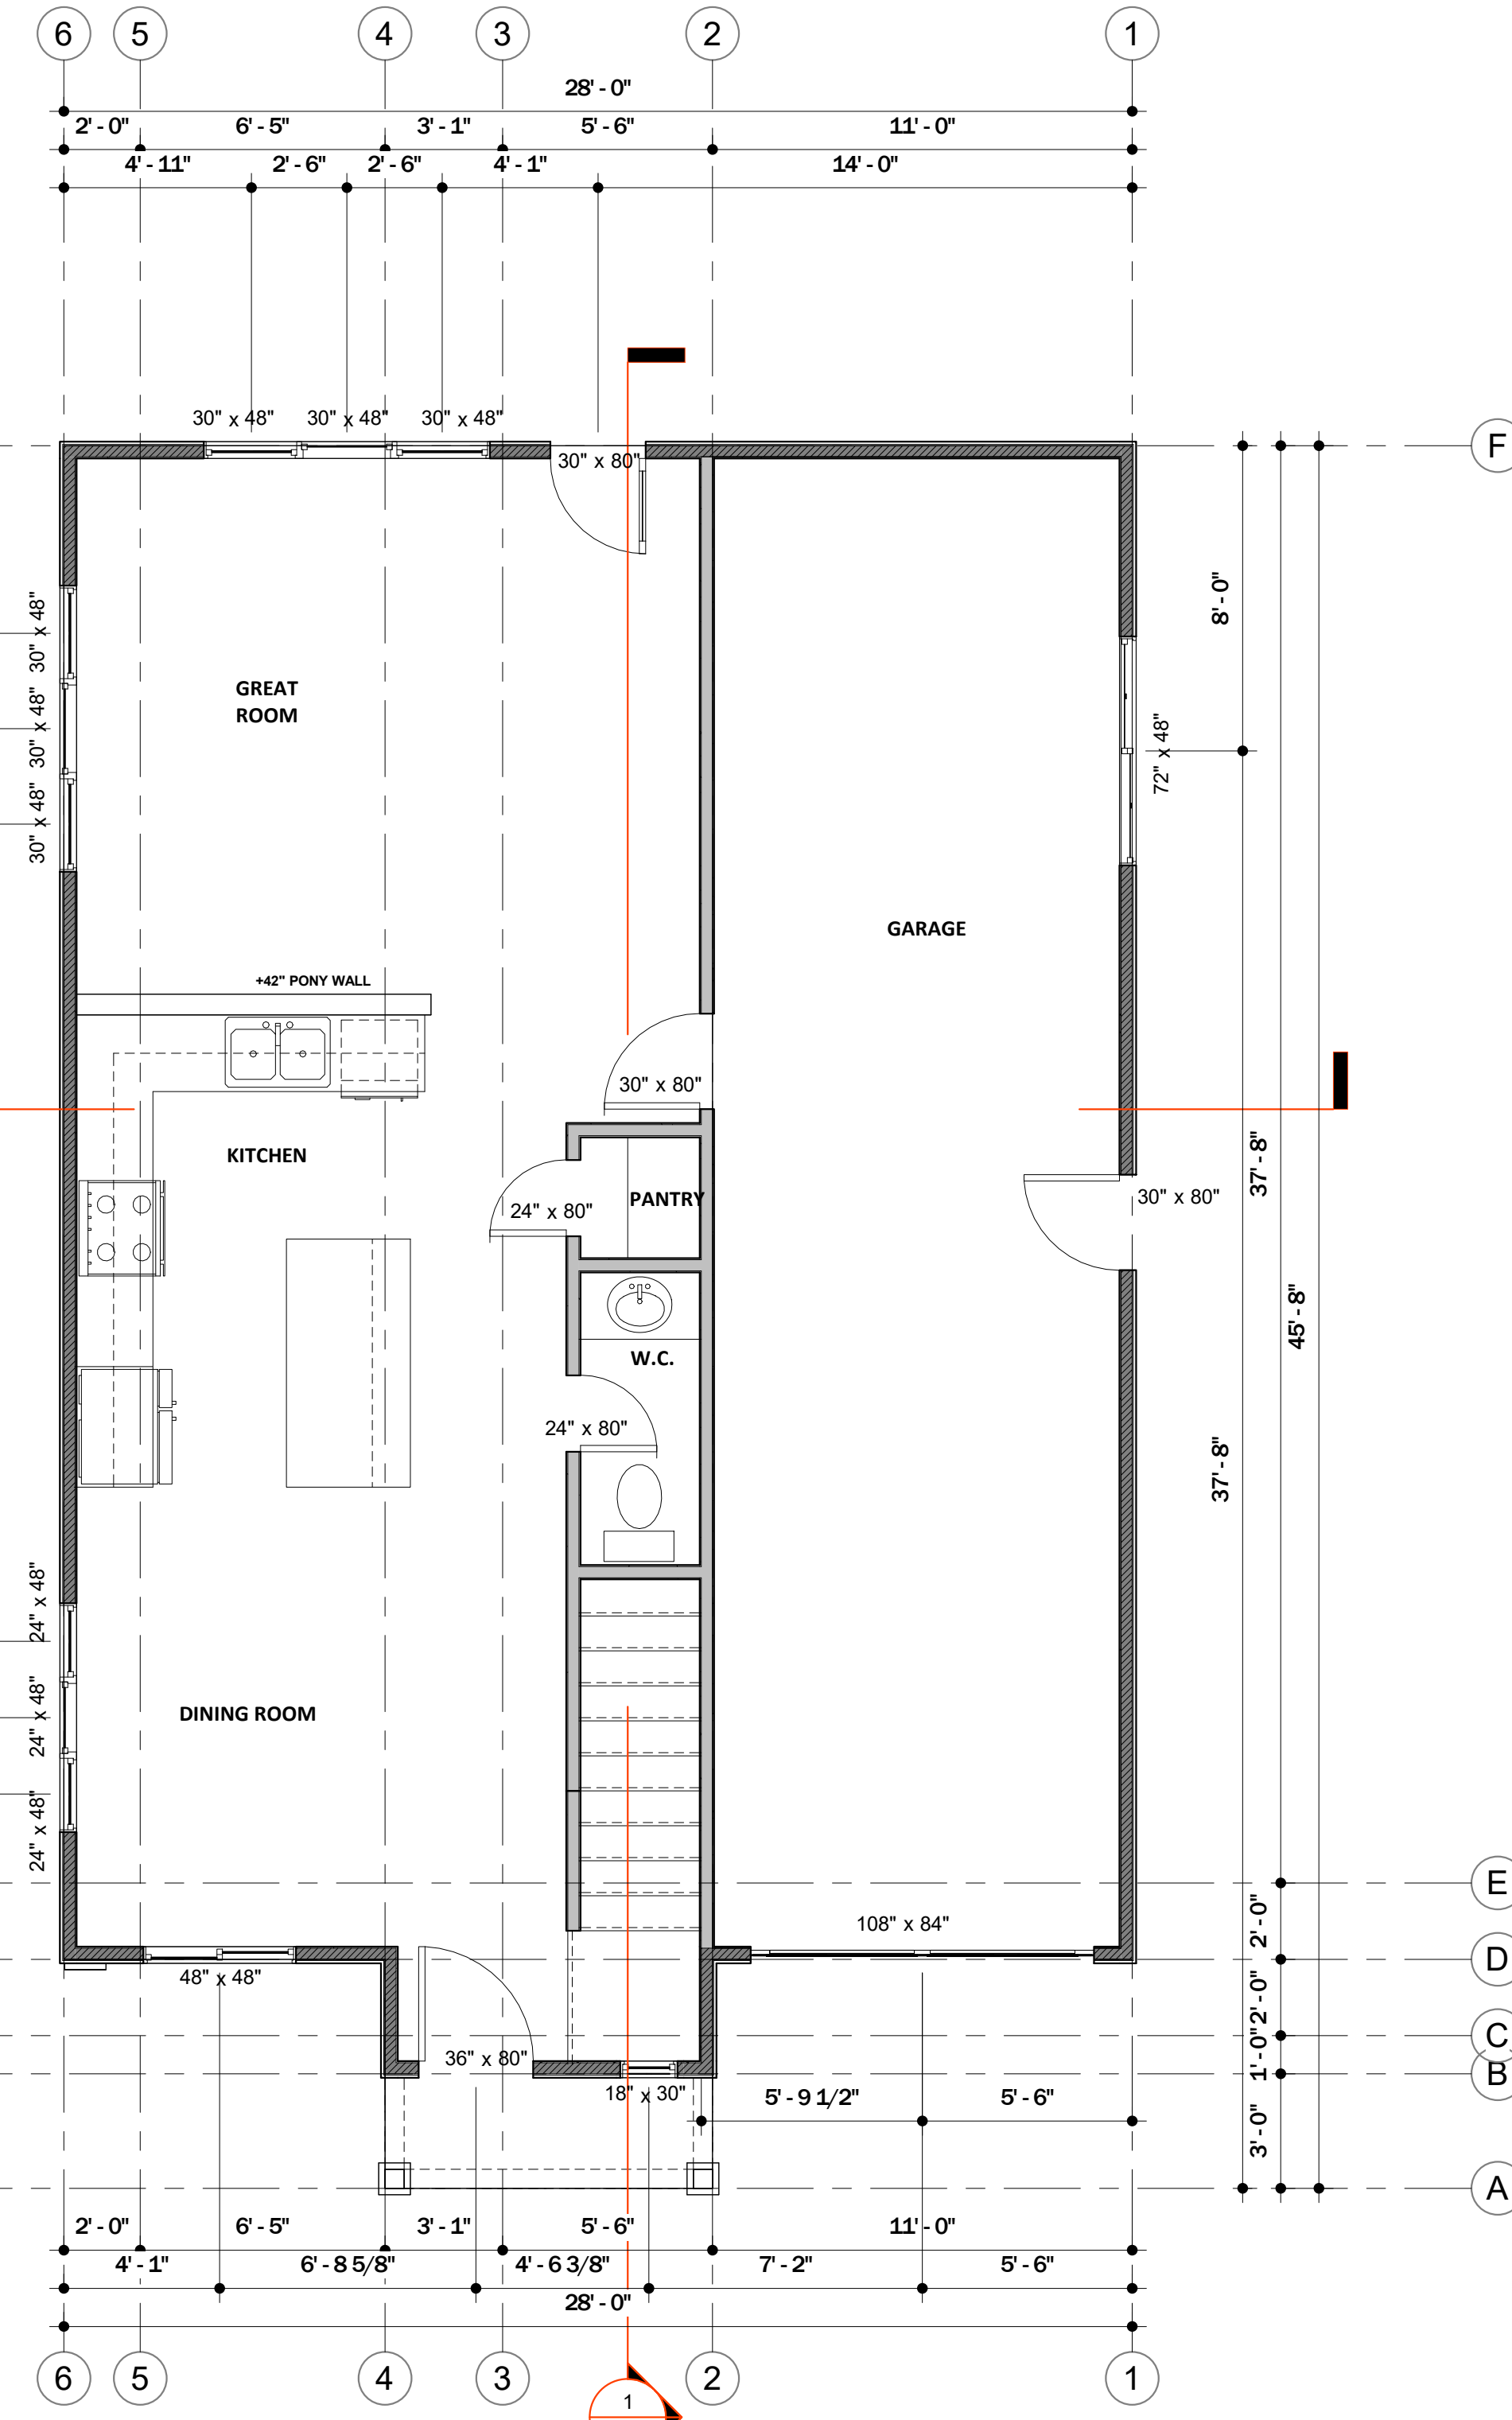 6 5 4 3 2 1
28' - 0"
2' - 0" 6' - 5" 3' - 1" 5' - 6" 11' - 0"
4' - 11" 2' - 6" 2' - 6" 4' - 1" 14' - 0"
30" x 48" 30" x 48" 30" x 48"
30" x 80"
F
8' - 0"
30" x 48"
30" x 48"
30" x 48"
GREAT
ROOM
72" x 48"
GARAGE
+42" PONY WALL
30" x 80"
KITCHEN
37' - 8"
PANTRY
30" x 80"
24" x 80"
45' - 8"
W.C.
24" x 80"
37' - 8"
24" x 48"
24" x 48"
24" x 48"
DINING ROOM
E
108" x 84"
2' - 0"
D
48" x 48"
2' - 0"
C
1' - 0"
36" x 80"
B
18" x 30"
5' - 9 1/2" 5' - 6"
3' - 0"
A
2' - 0" 6' - 5" 3' - 1" 5' - 6" 11' - 0"
4' - 1" 6' - 8 5/8" 4' - 6 3/8" 7' - 2" 5' - 6"
28' - 0"
6 5 4 3 2 1
1